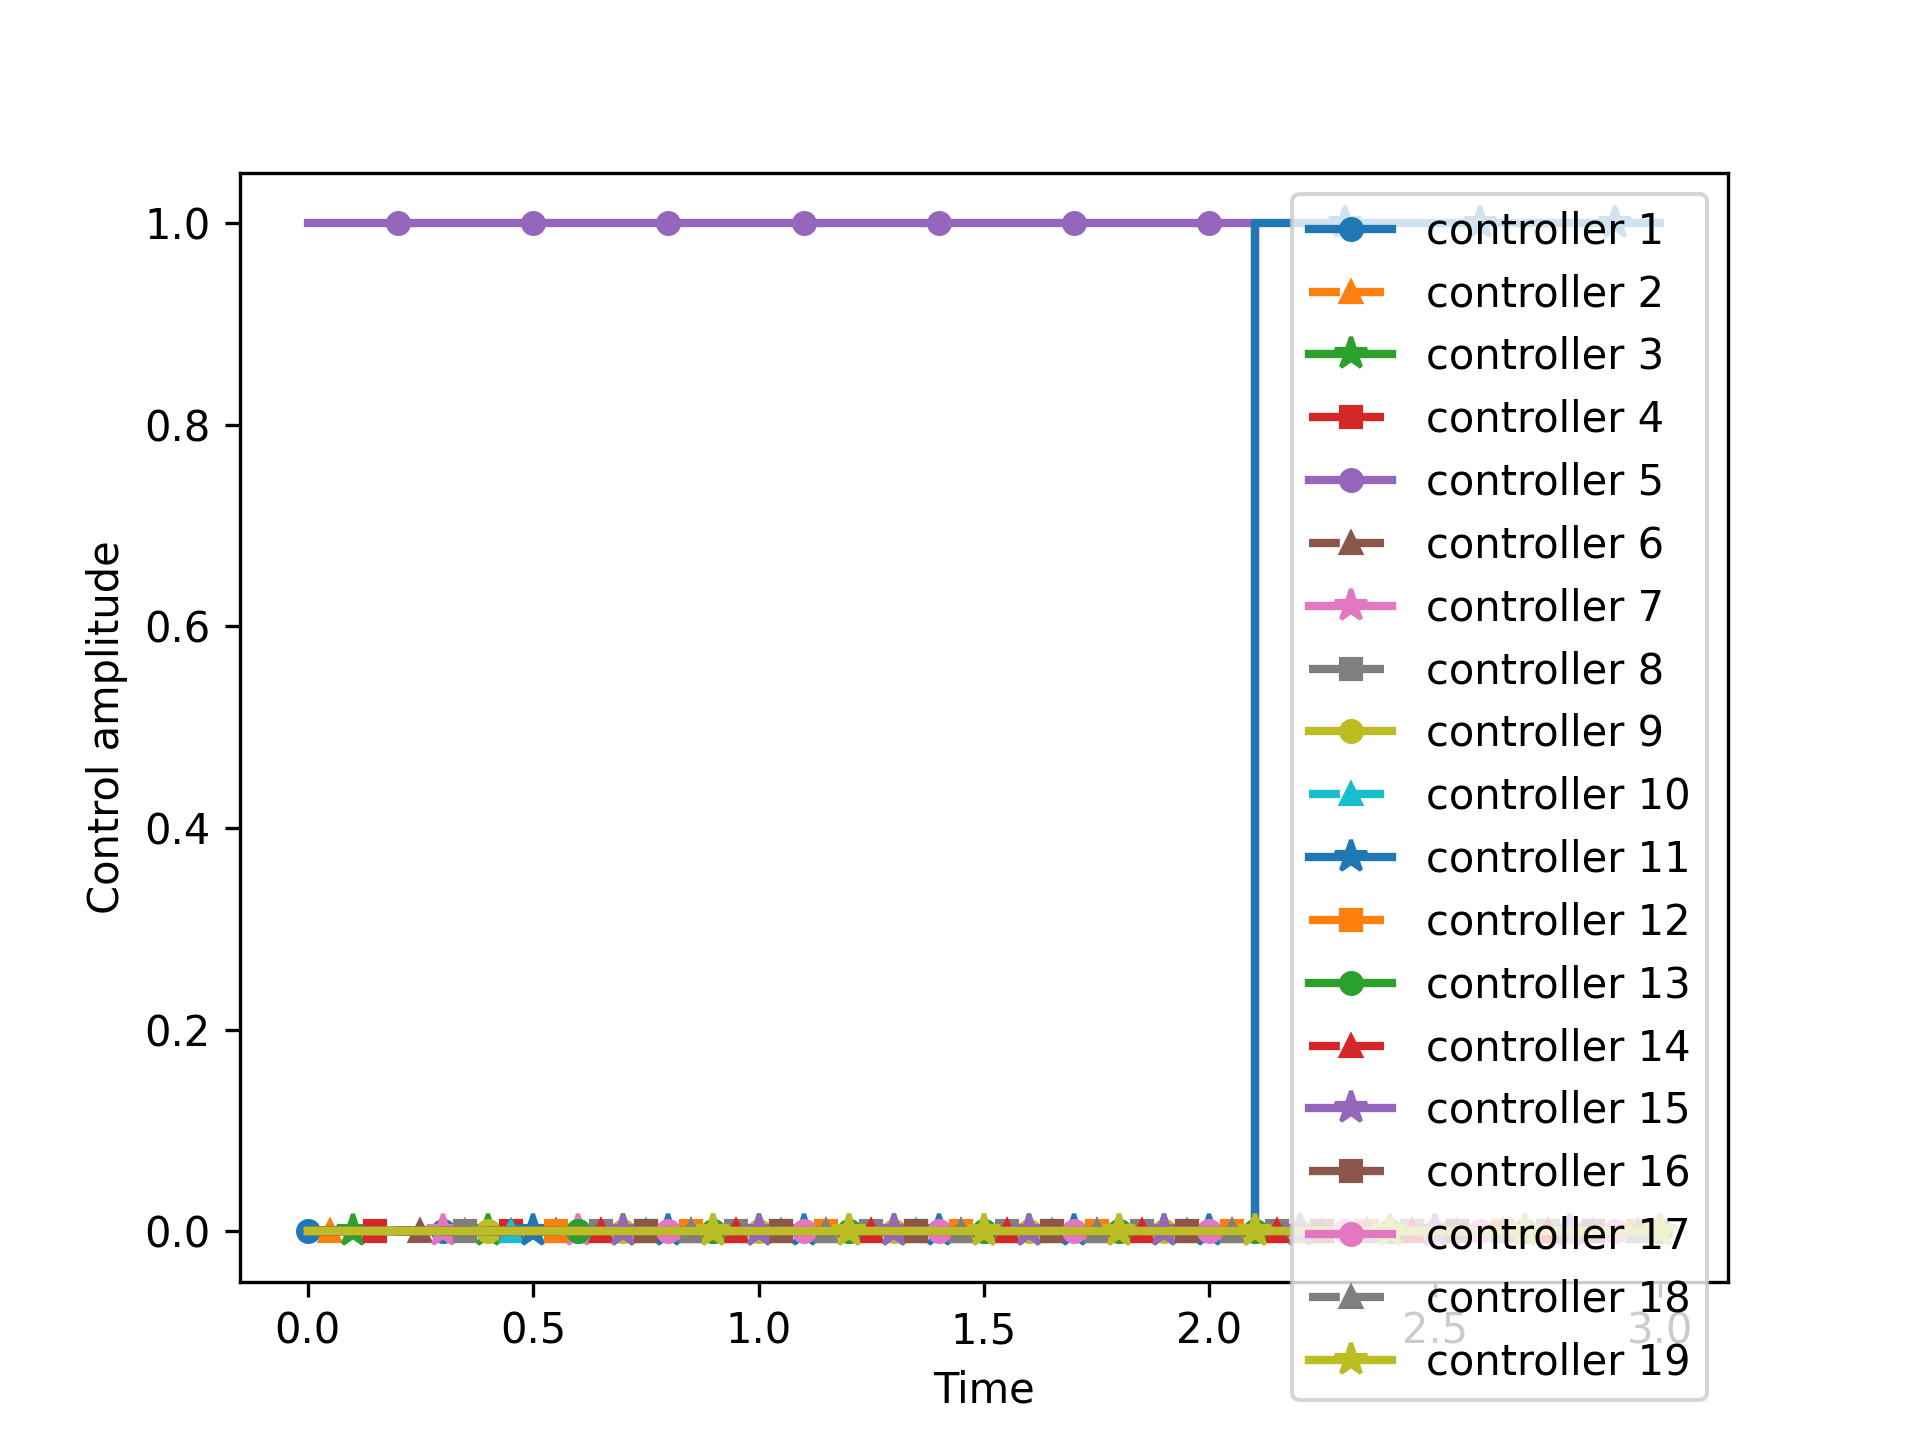 1.0
0.8
0.6
0.4
0.2
0.0
Control amplitude
0.0 0.5 1.0 1.5 2.0 2.5 3.0
Time
controller 1
controller 2
controller 3
controller 4
controller 5
controller 6
controller 7
controller 8
controller 9
controller 10
controller 11
controller 12
controller 13
controller 14
controller 15
controller 16
controller 17
controller 18
controller 19